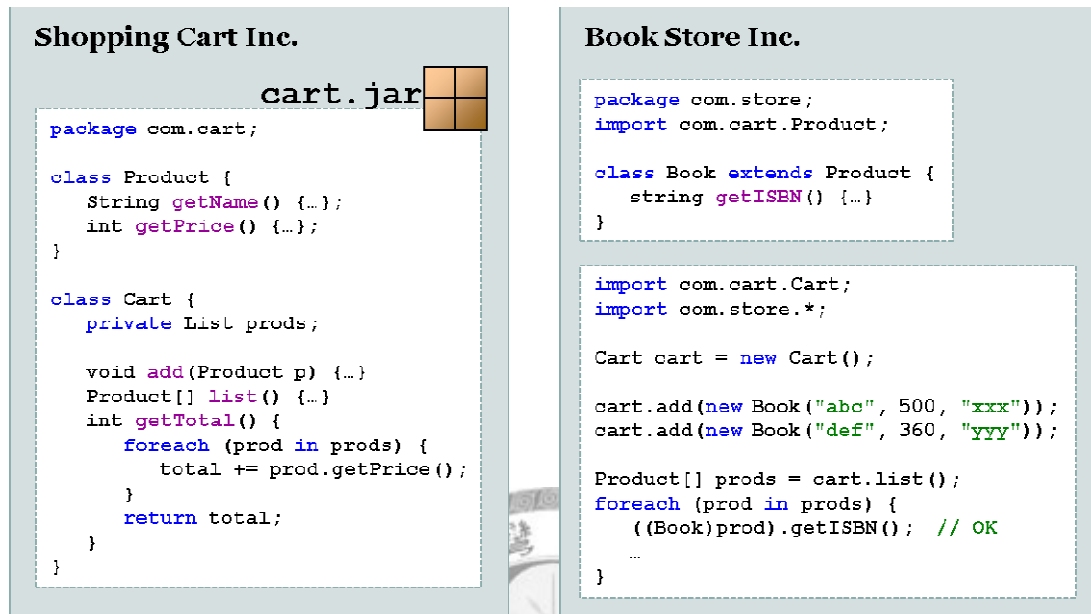 Shopping Cart Inc.
cart.jar
package com.cart;
class Product {
String getName() {…};
int getPrice() {…};
}
class Cart {
private List prods;
void add(Product p) {…}
Product[] list() {…}
int getTotal() {
foreach (prod in prods) {
total += prod.getPrice();
}
return total;
}
}
Book Store Inc.
package com.store;
import com.cart.Product;
class Book extends Product {
string getISBN() {…}
}
import com.cart.Cart;
import com.store.*;
Cart cart = new Cart();
cart.add(new Book("abc", 500, "xxx"));
cart.add(new Book("def", 360, "yyy"));
Product[] prods = cart.list();
foreach (prod in prods) {
((Book)prod).getISBN(); // OK
…
}